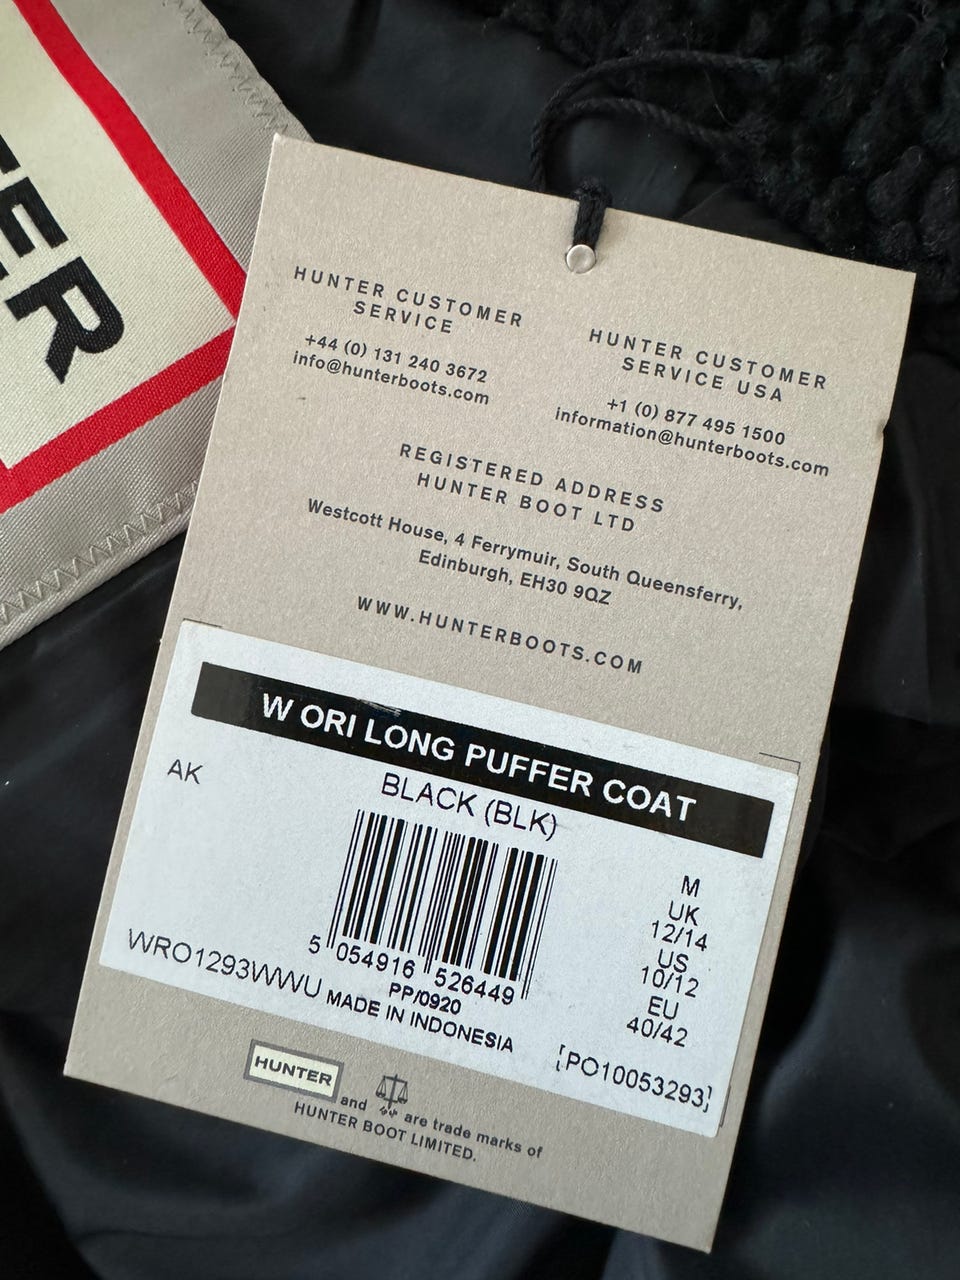 ER
HUNTER CUSTOMER
SERVICE
+44 (0) 131 240 3672
info@hunterboots.com
HUNTER CUSTOMER
SERVICE USA
+1 (0) 877 495 1500
information@hunterboots.com
REGISTERED ADDRESS
HUNTER BOOT LTD
Westcott House, 4 Ferrymuir, South Queensferry,
Edinburgh, EH30 9QZ
WWW.HUNTERBOOTS.COM
W ORI LONG PUFFER COAT
AK
BLACK (BLK)
M
UK
12/14
US
10/12
EU
40/42
5 054916 526449
WRO1293WWU
PP/0920
MADE IN INDONESIA
[PO10053293]
HUNTER and are trade marks of
HUNTER BOOT LIMITED.